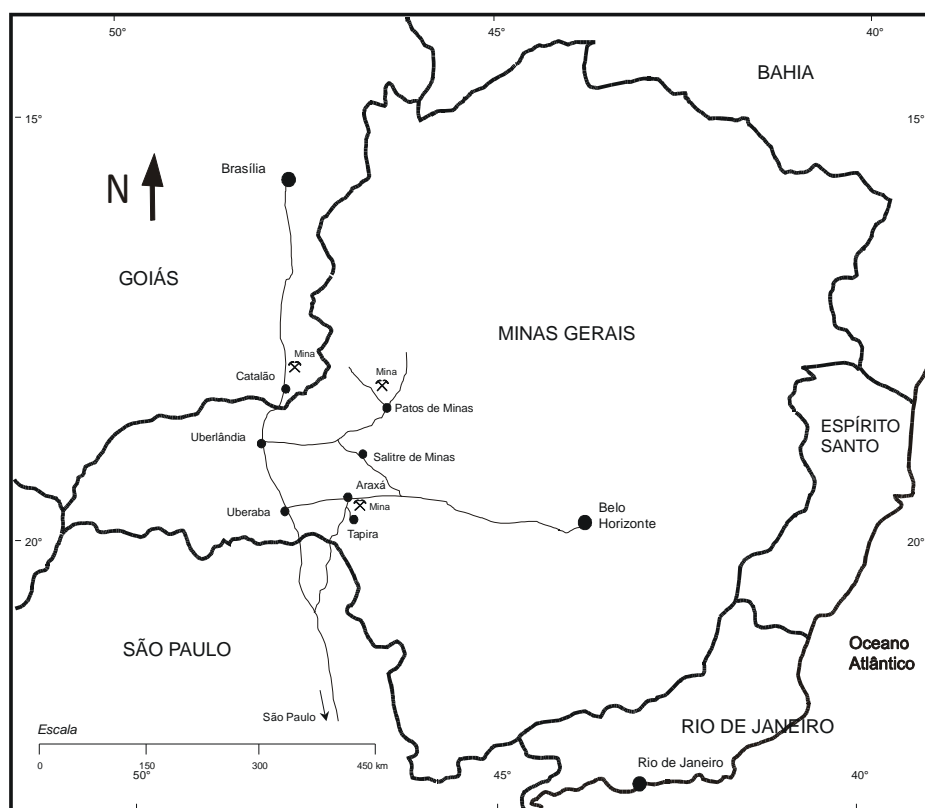 50°
45°
40°
BAHIA
15°
15°
Brasília
N
GOIÁS
MINAS GERAIS
Mina
Mina
Catalão
Patos de Minas
ESPÍRITO
SANTO
Uberlândia
Salitre de Minas
Araxá
Mina
Uberaba
Belo
Horizonte
Tapira
20°
20°
SÃO PAULO
Oceano
Atlântico
São Paulo
RIO DE JANEIRO
Escala
Rio de Janeiro
0
150
300
450 km
50°
45°
40°